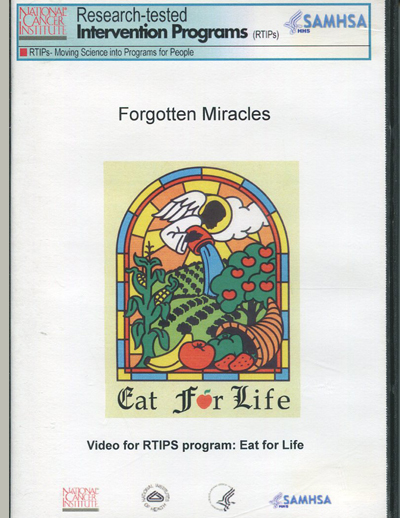 NATIONAL
CANCER
INSTITUTE
Research-tested
Intervention Programs (RTIPs)
SAMHSA
HHS
RTIPs- Moving Science into Programs for People
Forgotten Miracles
Eat For Life
Video for RTIPS program: Eat for Life
NATIONAL
CANCER
INSTITUTE
SAMHSA